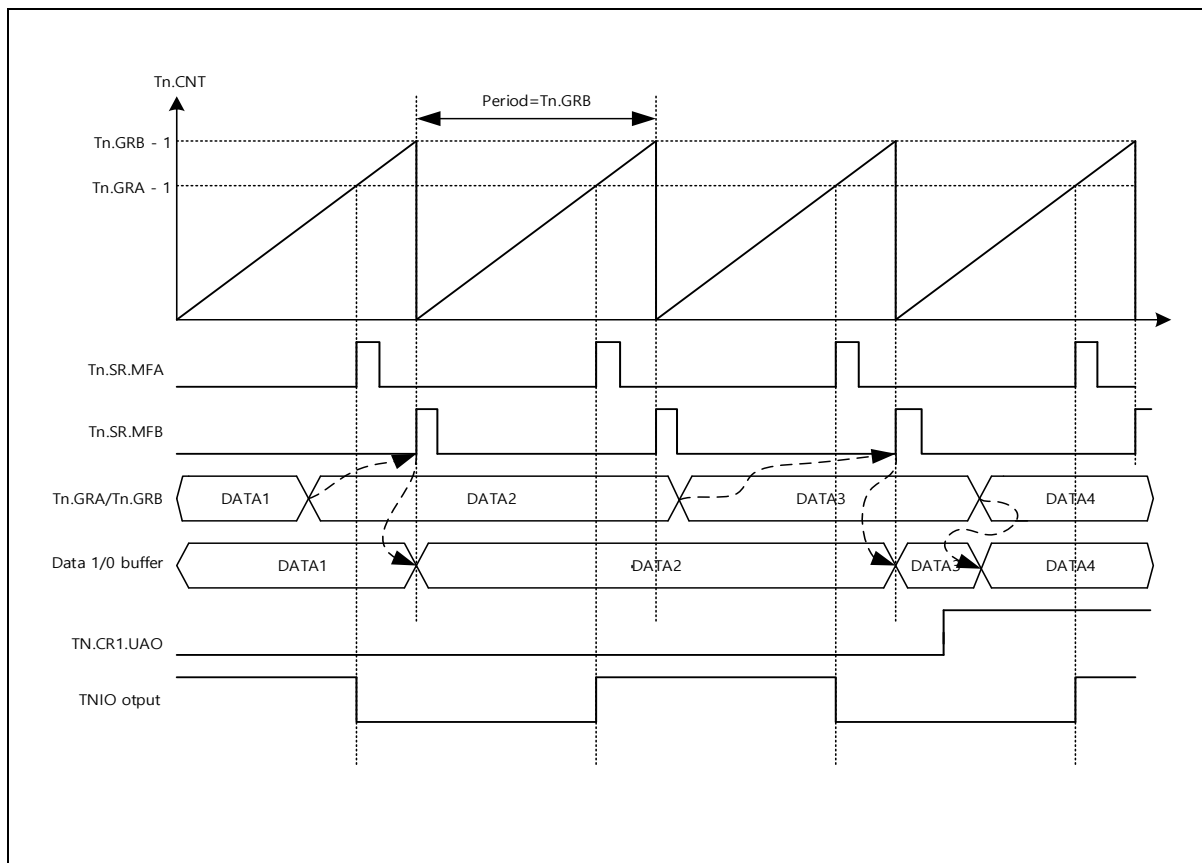 Tn.CNT
Period=Tn.GRB
Tn.GRB - 1
Tn.GRA - 1
Tn.SR.MFA
Tn.SR.MFB
Tn.GRA/Tn.GRB DATA1 DATA2 DATA3 DATA4
Data 1/0 buffer DATA1 DATA2 DATA3 DATA4
TN.CR1.UAO
TNIO otput